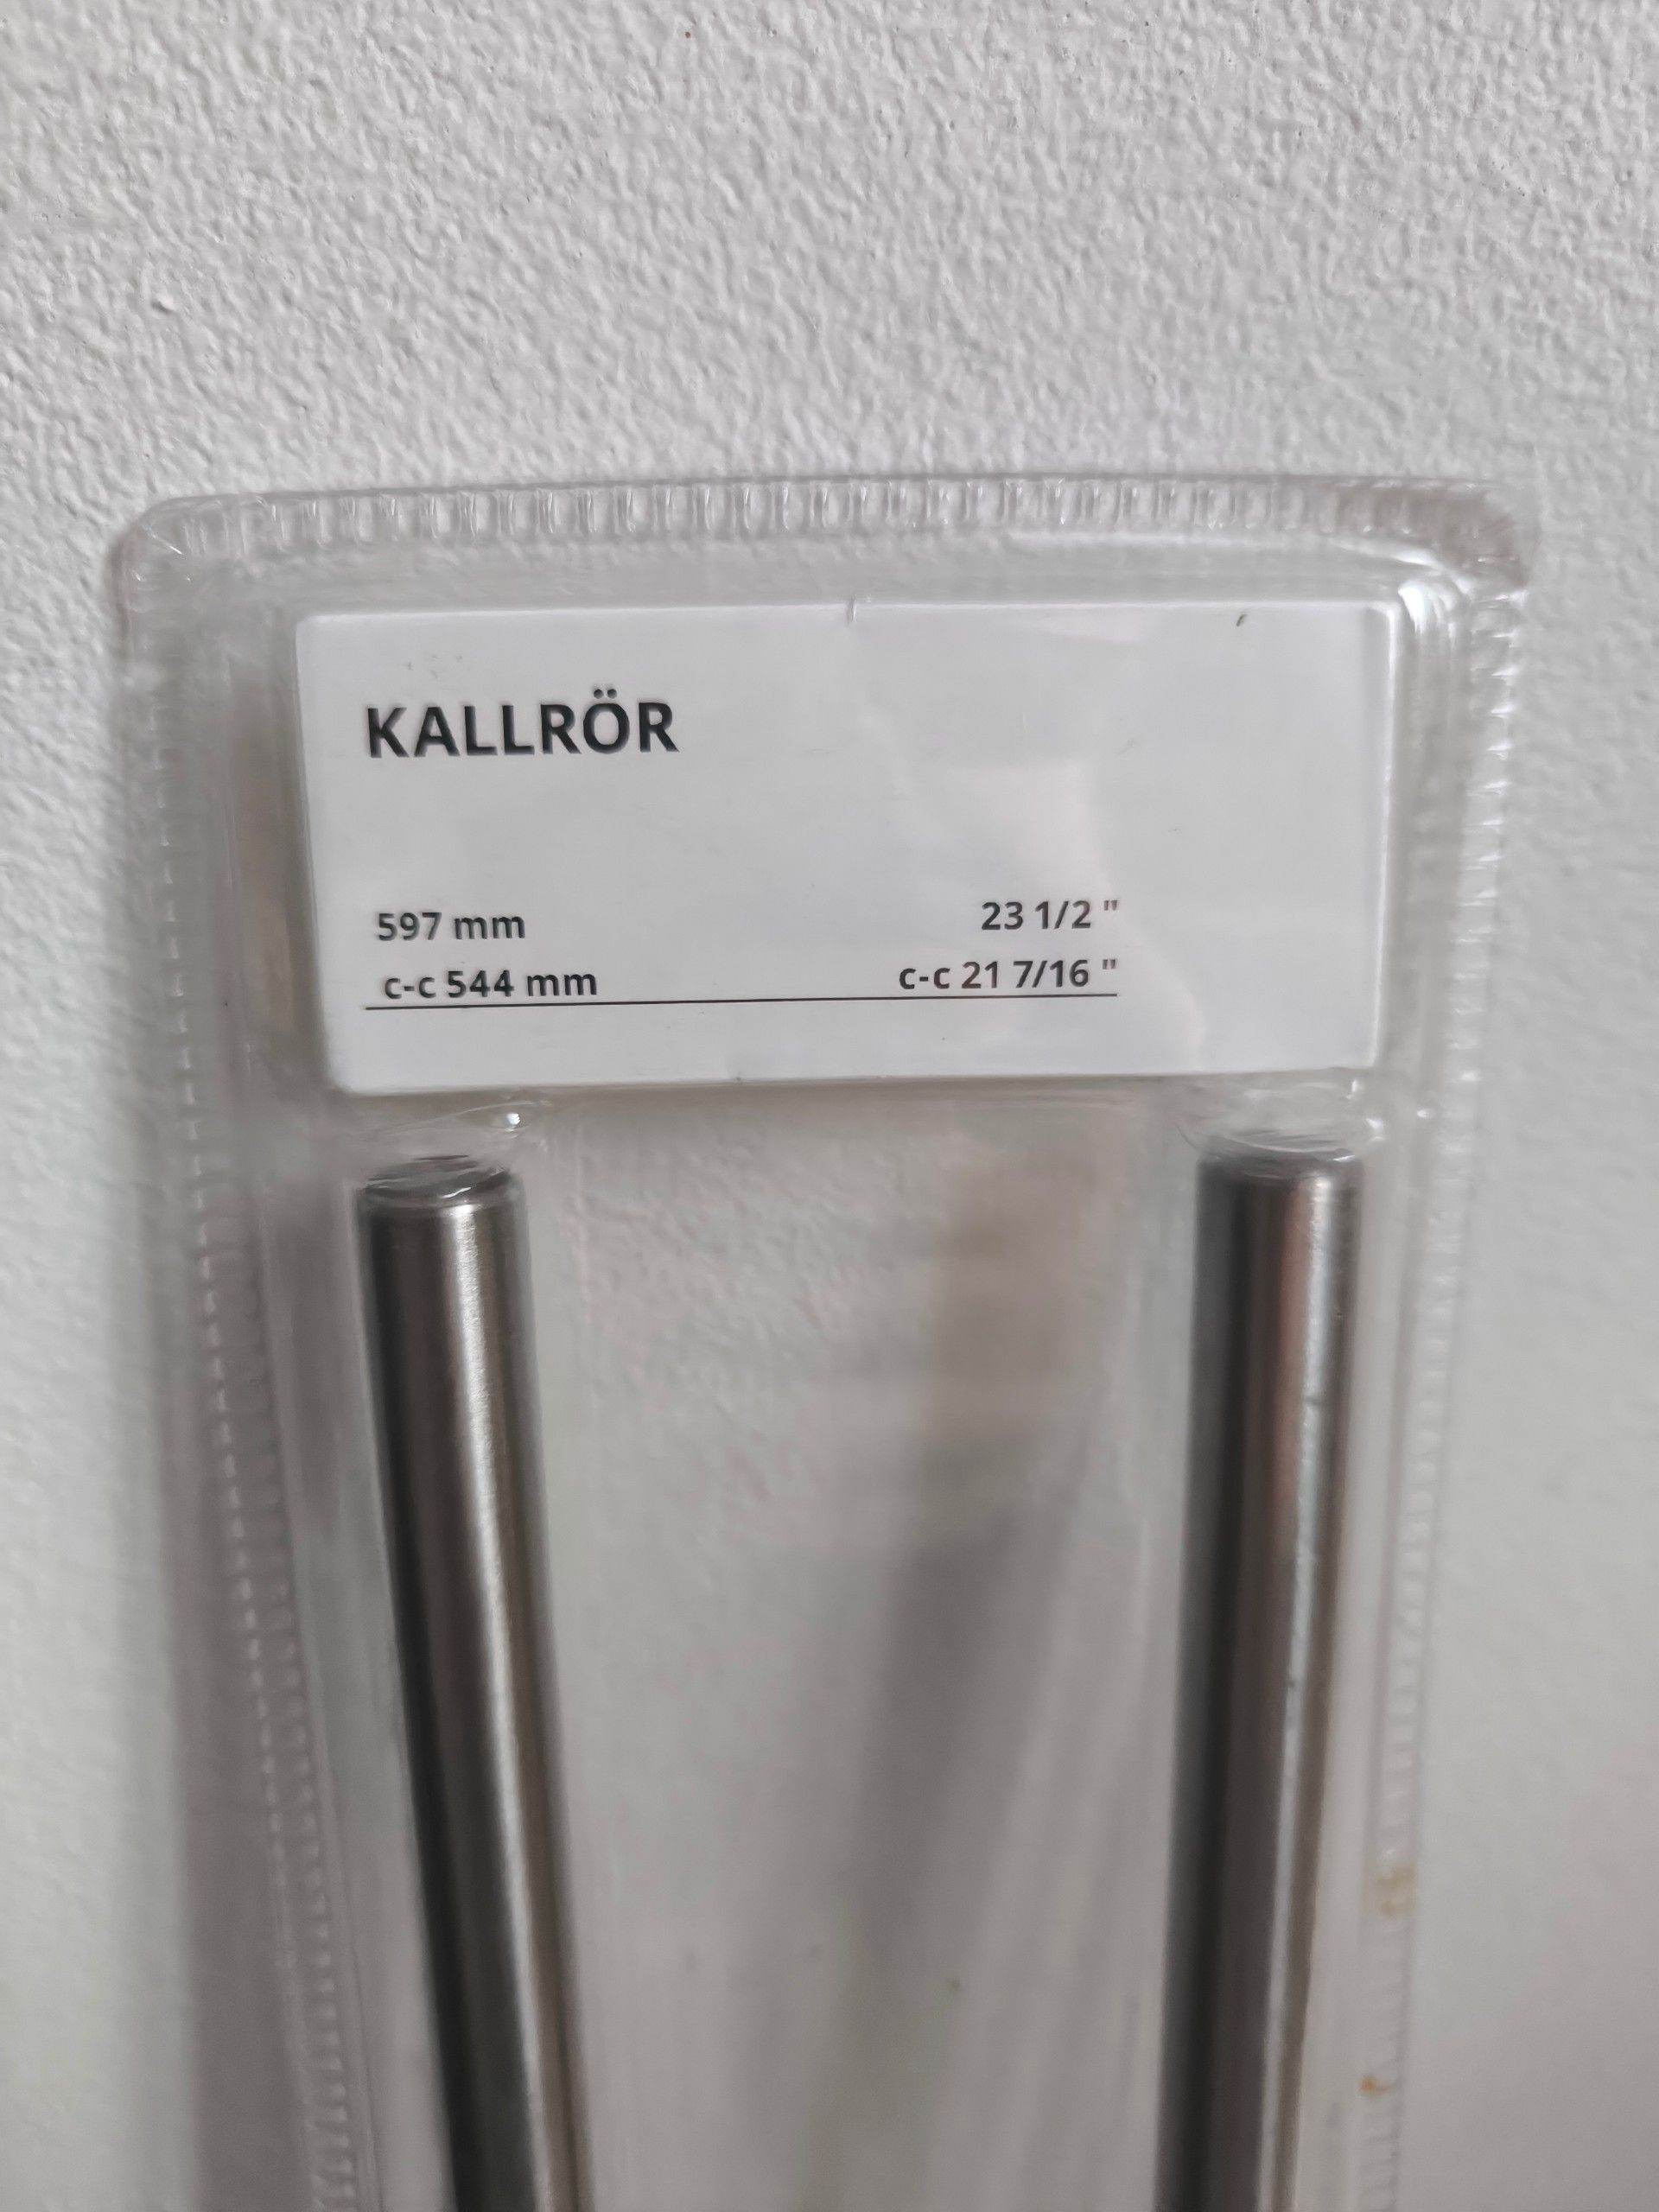 KALLRÖR
597 mm 23 1/2 "
c-c 544 mm c-c 21 7/16 "